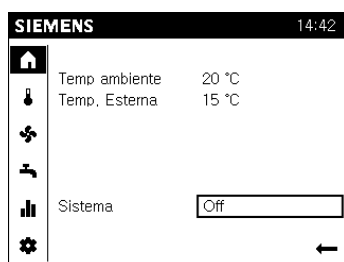 SIEMENS 14:42
Temp ambiente 20 °C
Temp. Esterna 15 °C
Sistema Off